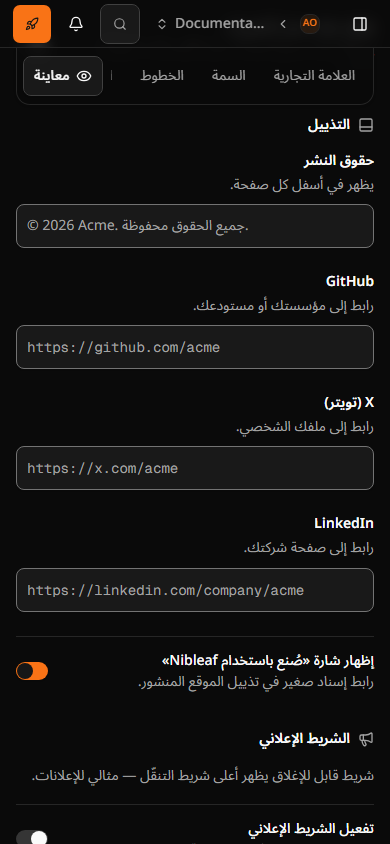 AO
Documenta...
العلامة التجارية
السمة
الخطوط
معاينة
التذييل
حقوق النشر
يظهر في أسفل كل صفحة.
© 2026 Acme. جميع الحقوق محفوظة.
GitHub
رابط إلى مؤسستك أو مستودعك.
https://github.com/acme
X (تويتر)
رابط إلى ملفك الشخصي.
https://x.com/acme
LinkedIn
رابط إلى صفحة شركتك.
https://linkedin.com/company/acme
إظهار شارة «صُنع باستخدام Nibleaf»
رابط إسناد صغير في تذييل الموقع المنشور.
الشريط الإعلاني
شريط قابل للإغلاق يظهر أعلى شريط التنقّل — مثالي للإعلانات.
تفعيل الشريط الإعلاني